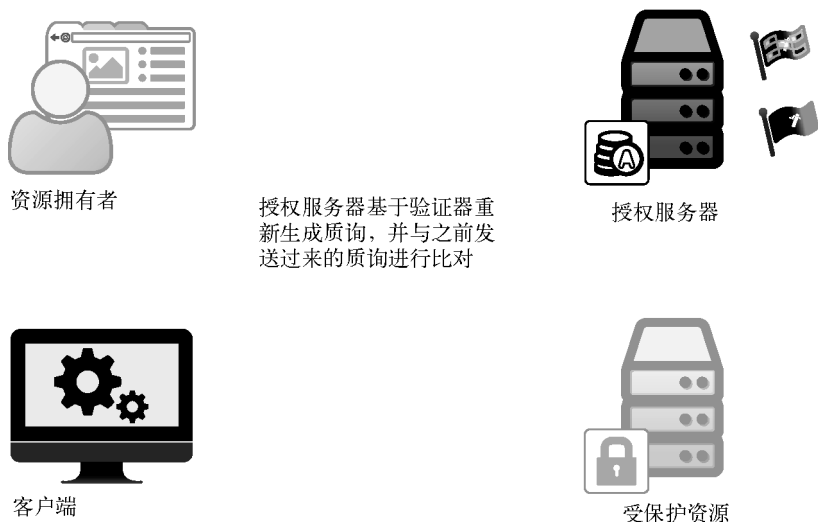 资源拥有者
授权服务器基于验证器重
新生成质询，并与之前发
送过来的质询进行比对
授权服务器
A
客户端
受保护资源